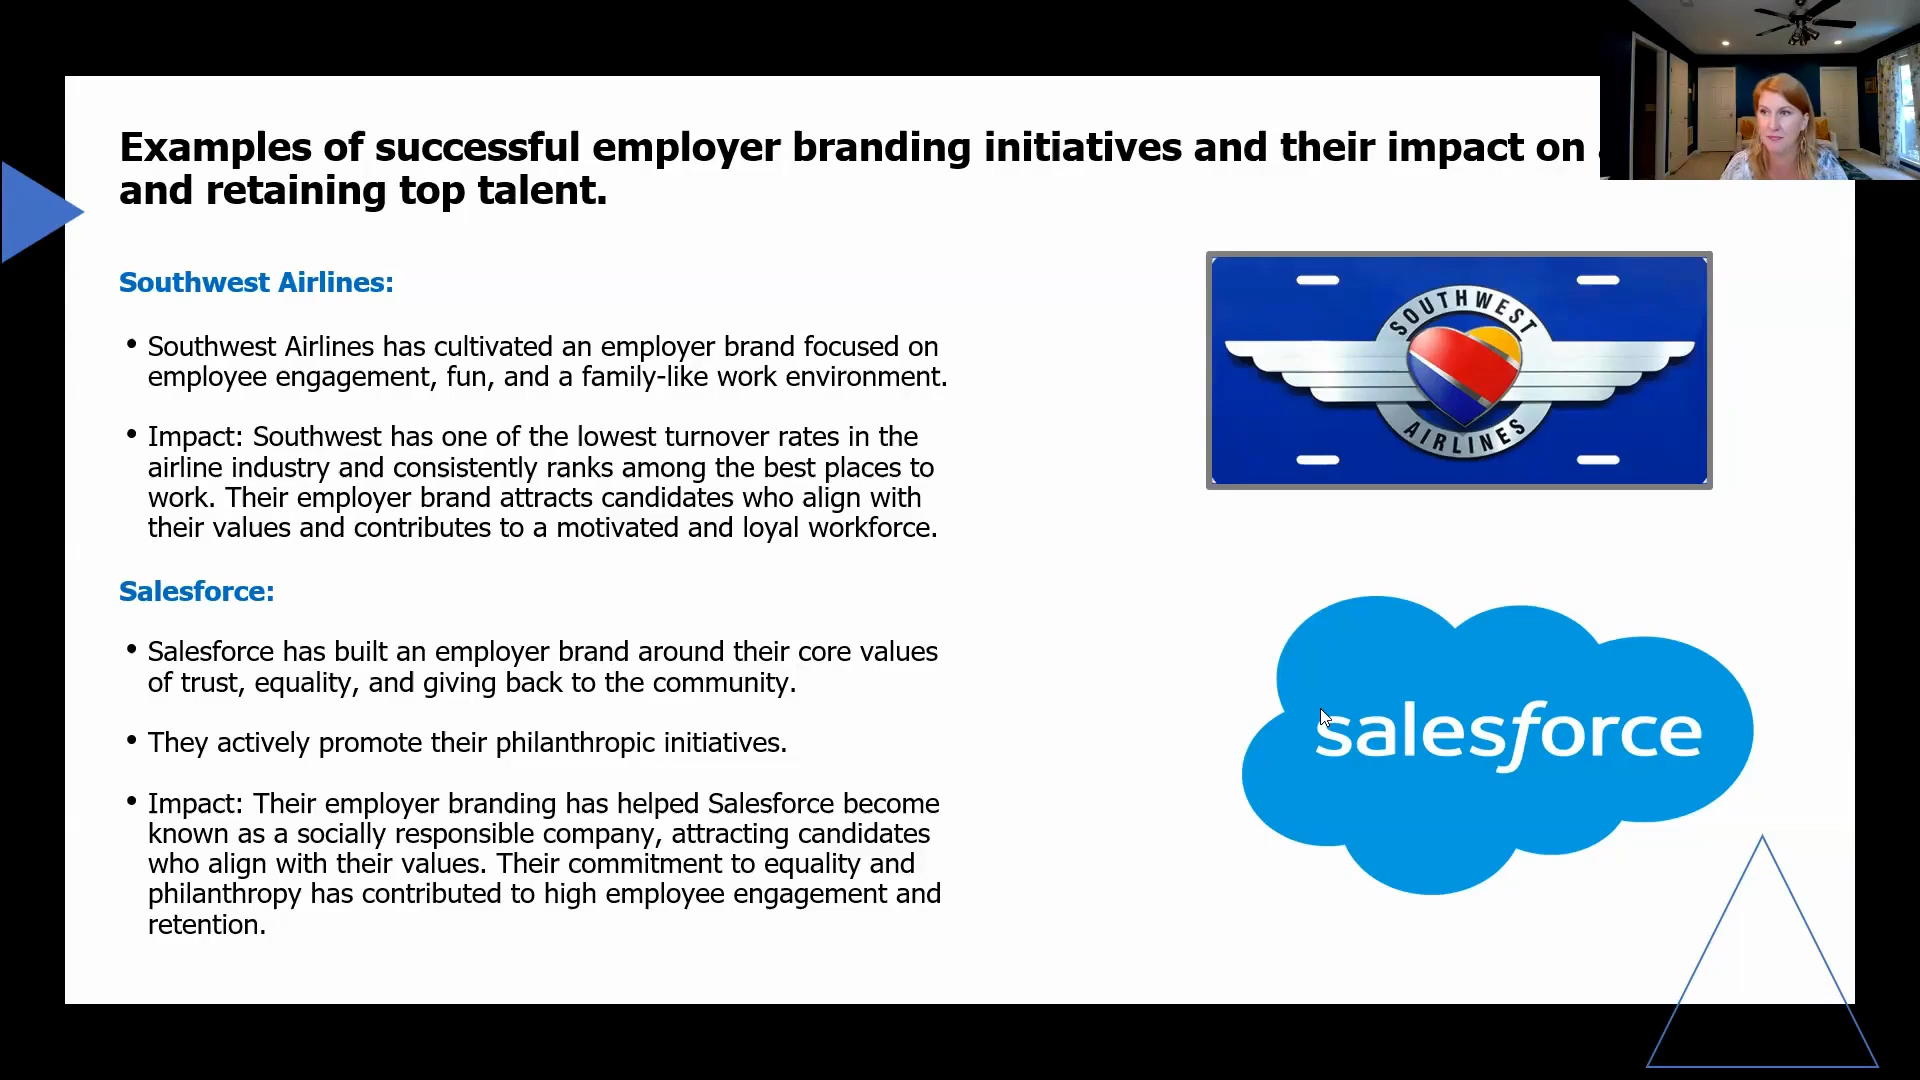 Examples of successful employer branding initiatives and their impact on
and retaining top talent.
Southwest Airlines:
• Southwest Airlines has cultivated an employer brand focused on
employee engagement, fun, and a family-like work environment.
• Impact: Southwest has one of the lowest turnover rates in the
airline industry and consistently ranks among the best places to
work. Their employer brand attracts candidates who align with
their values and contributes to a motivated and loyal workforce.
Salesforce:
• Salesforce has built an employer brand around their core values
of trust, equality, and giving back to the community.
• They actively promote their philanthropic initiatives.
• Impact: Their employer branding has helped Salesforce become
known as a socially responsible company, attracting candidates
who align with their values. Their commitment to equality and
philanthropy has contributed to high employee engagement and
retention.
SOUTHWEST
AIRLINES
salesforce